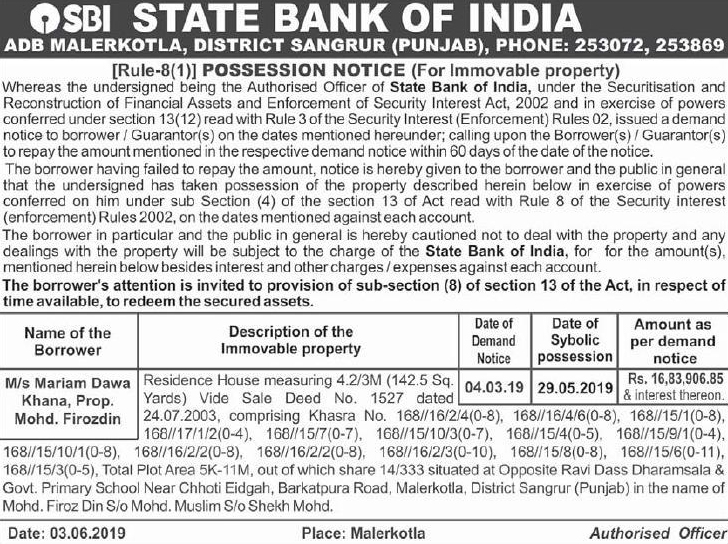 SBI STATE BANK OF INDIA
ADB MALERKOTLA, DISTRICT SANGRUR (PUNJAB), PHONE: 253072, 253869
[Rule-8(1)] POSSESSION NOTICE (For Immovable property)
Whereas the undersigned being the Authorised Officer of State Bank of India, under the Securitisation and
Reconstruction of Financial Assets and Enforcement of Security Interest Act, 2002 and in exercise of powers
conferred under section 13(12) read with Rule 3 of the Security Interest (Enforcement) Rules 02, issued a demand
notice to borrower / Guarantor(s) on the dates mentioned hereunder; calling upon the Borrower(s) / Guarantor(s)
to repay the amount mentioned in the respective demand notice within 60 days of the date of the notice.
The borrower having failed to repay the amount, notice is hereby given to the borrower and the public in general
that the undersigned has taken possession of the property described herein below in exercise of powers
conferred on him under sub Section (4) of the section 13 of Act read with Rule 8 of the Security interest
(enforcement) Rules 2002, on the dates mentioned against each account.
The borrower in particular and the public in general is hereby cautioned not to deal with the property and any
dealings with the property will be subject to the charge of the State Bank of India, for for the amount(s),
mentioned herein below besides interest and other charges / expenses against each account.
The borrower's attention is invited to provision of sub-section (8) of section 13 of the Act, in respect of
time available, to redeem the secured assets.
Name of the
Borrower
Description of the
Immovable property
Date of
Demand
Notice
Date of
Sybolic
possession
Amount as
per demand
notice
M/s Mariam Dawa
Khana, Prop.
Mohd. Firozdin
Residence House measuring 4.2/3M (142.5 Sq.
Yards) Vide Sale Deed No. 1527 dated
04.03.19
29.05.2019
Rs. 16,83,906.85
& interest thereon.
24.07.2003, comprising Khasra No. 168//16/2/4(0-8), 168//16/4/6(0-8), 168//15/1(0-8),
168//17/1/2(0-4), 168//15/7(0-7), 168//15/10/3(0-7), 168//15/4(0-5), 168//15/9/1(0-4),
168//15/10/1(0-8), 168//16/2/2(0-8), 168//16/2/2(0-8), 168//16/2/3(0-10), 168//15/8(0-8), 168//15/6(0-11),
168//15/3(0-5), Total Plot Area 5K-11M, out of which share 14/333 situated at Opposite Ravi Dass Dharamsala &
Govt. Primary School Near Chhoti Eidgah, Barkatpura Road, Malerkotla, District Sangrur (Punjab) in the name of
Mohd. Firoz Din S/o Mohd. Muslim S/o Shekh Mohd.
Date: 03.06.2019 Place: Malerkotla Authorised Officer